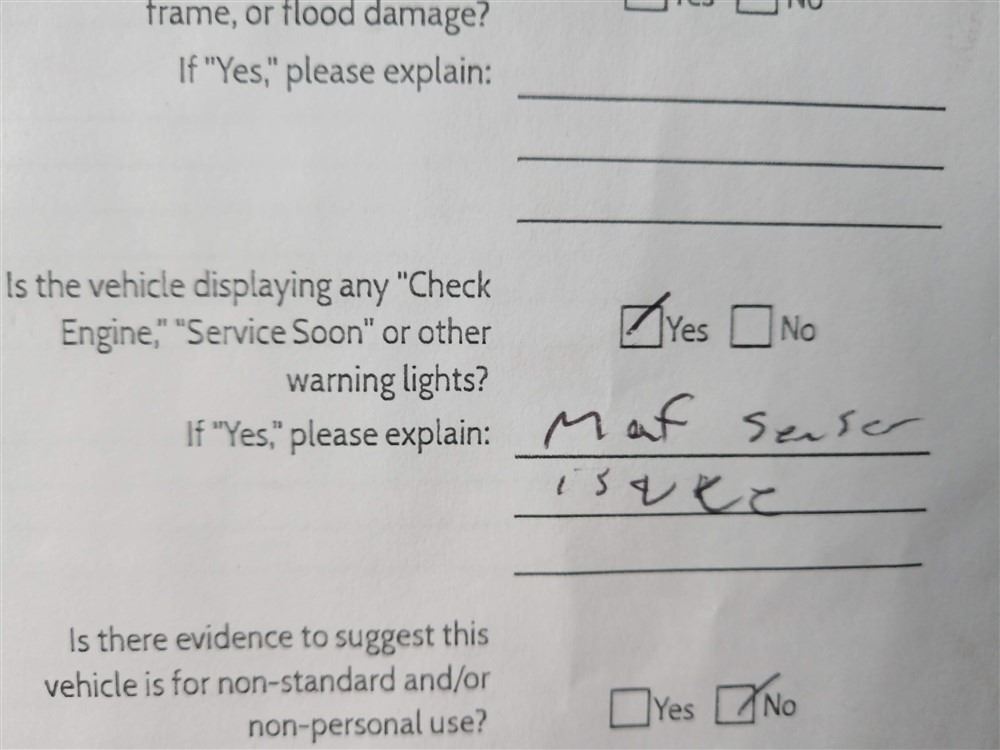 frame, or flood damage?
Yes No
If "Yes," please explain:
Is the vehicle displaying any "Check
Engine," "Service Soon" or other
Yes No
warning lights?
If "Yes," please explain: Maf Sensor
issue
Is there evidence to suggest this
vehicle is for non-standard and/or
Yes No
non-personal use?